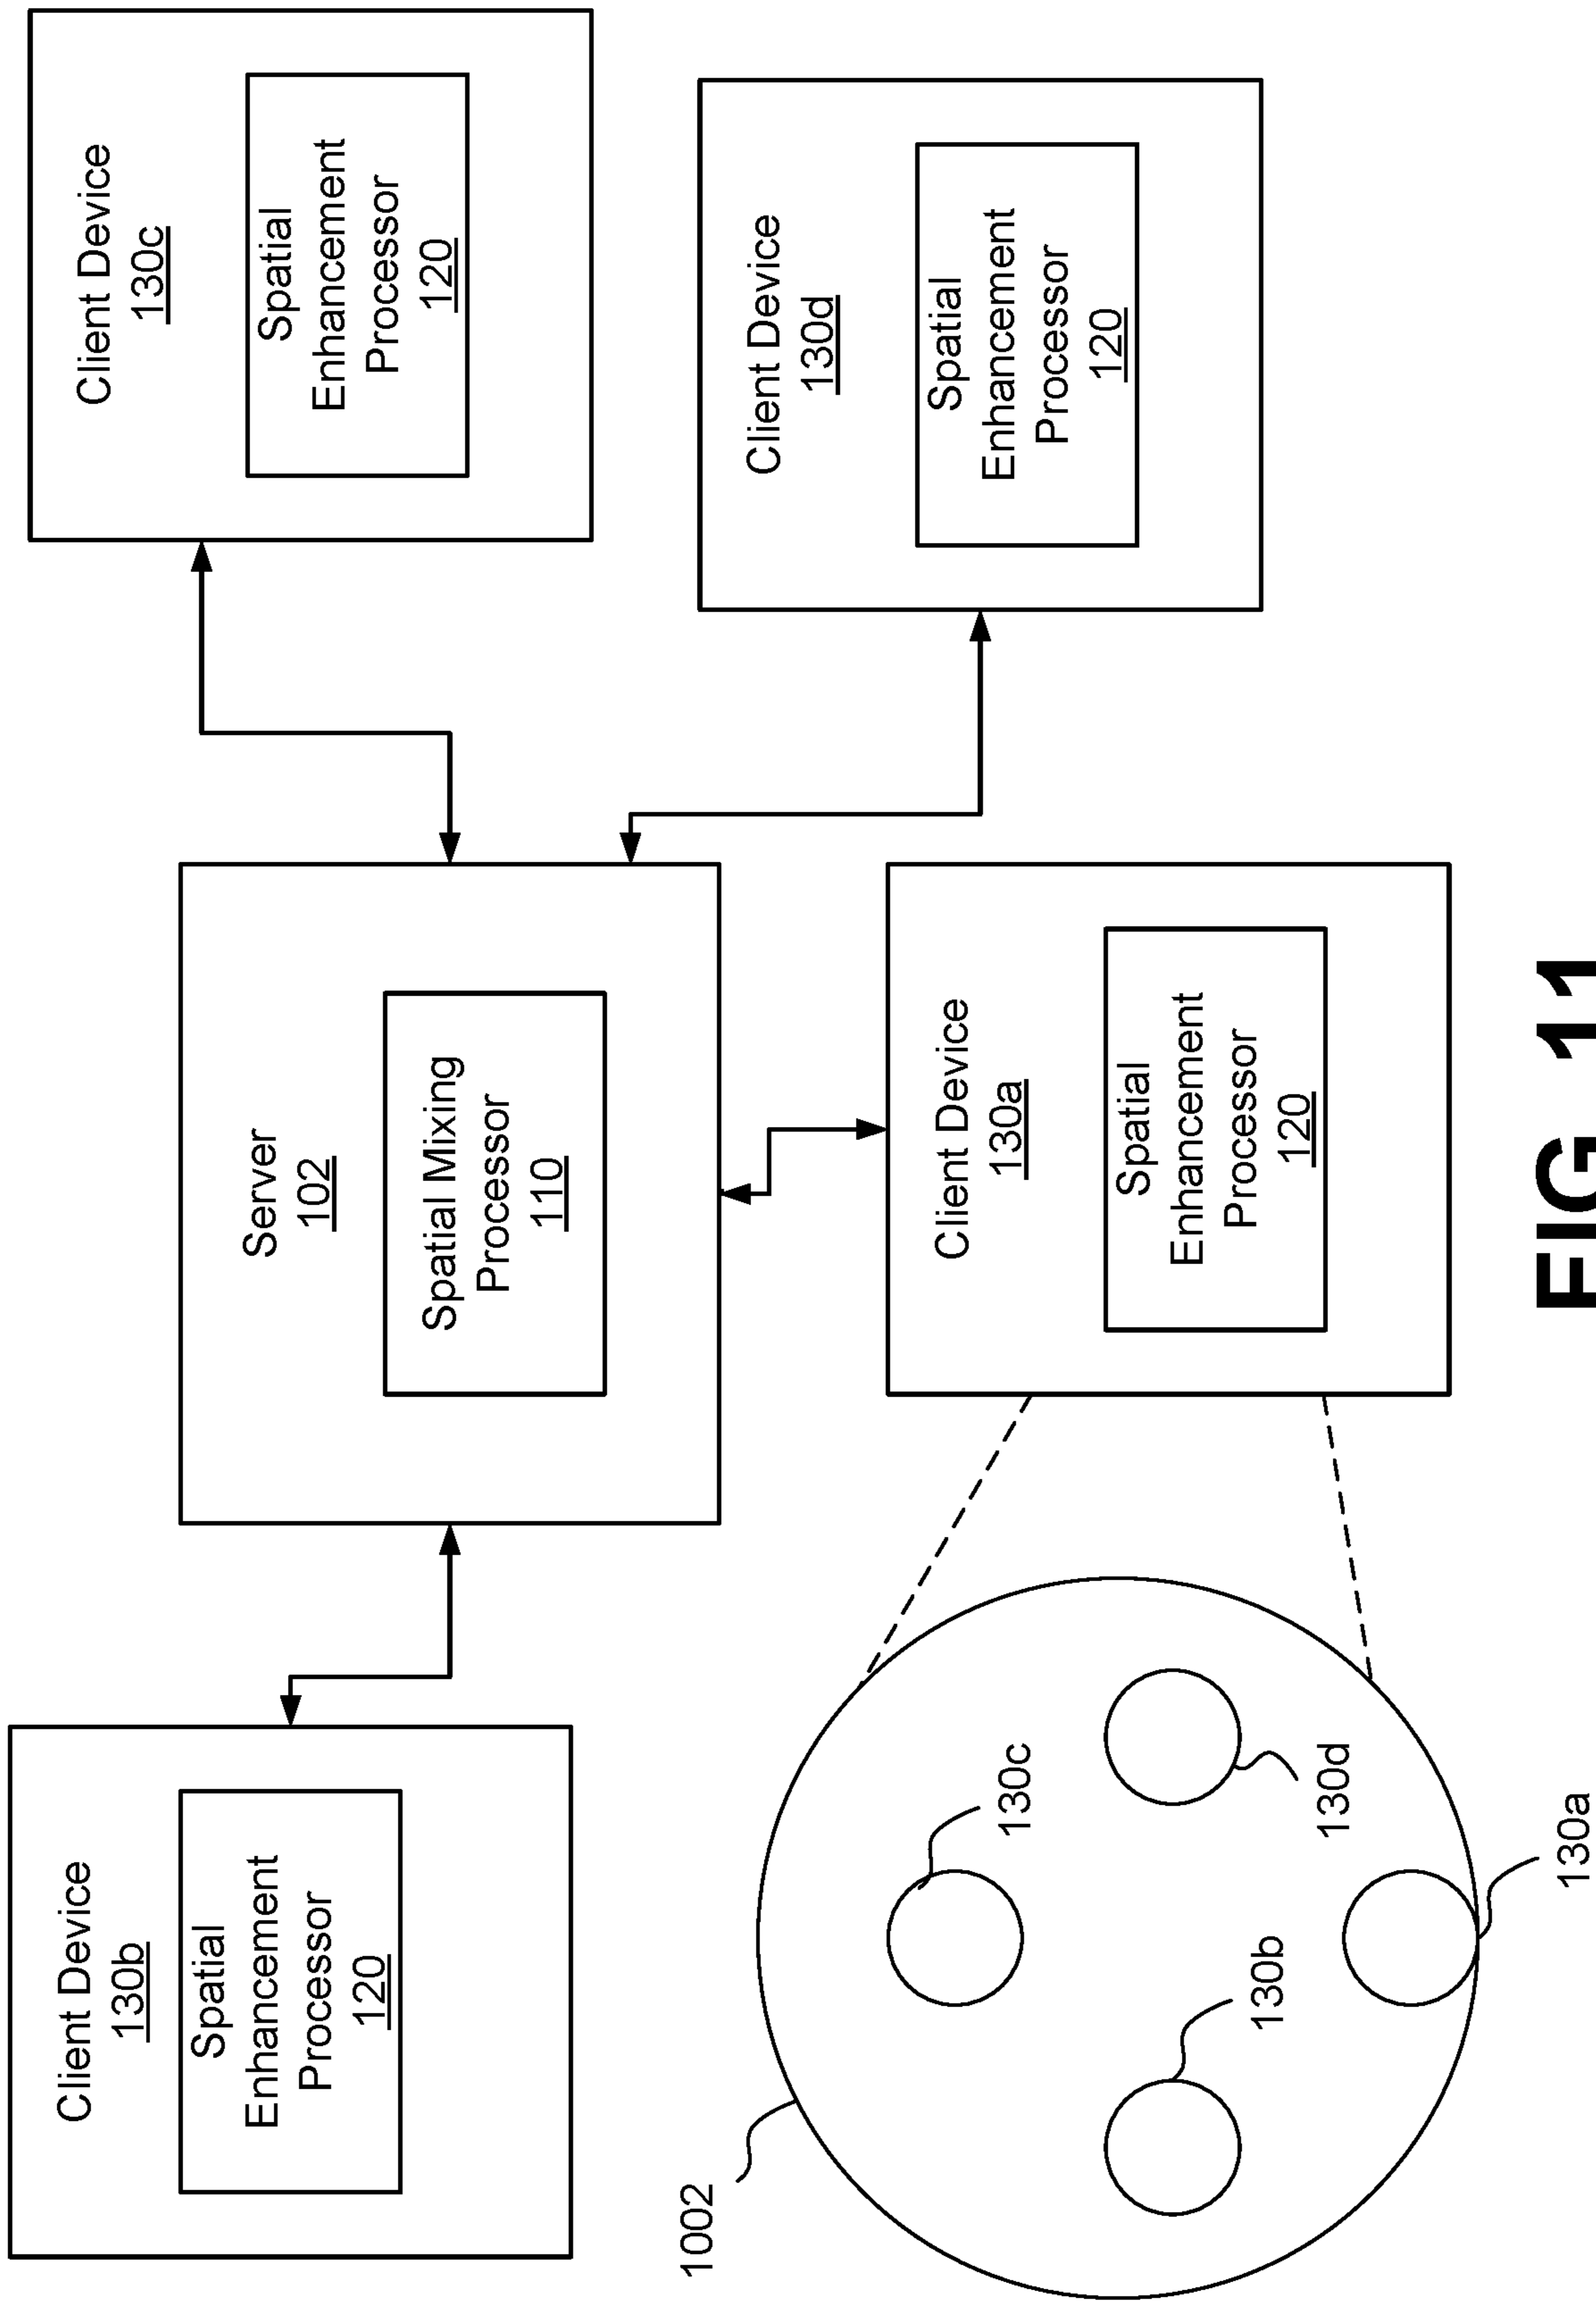 Client Device
130b
Spatial
Enhancement
Processor
120
Server
102
Spatial Mixing
Processor
110
Client Device
130c
Spatial
Enhancement
Processor
120
Client Device
130d
Spatial
Enhancement
Processor
120
Client Device
130a
Spatial
Enhancement
Processor
120
1002
130c
130d
130b
130a
FIG 11